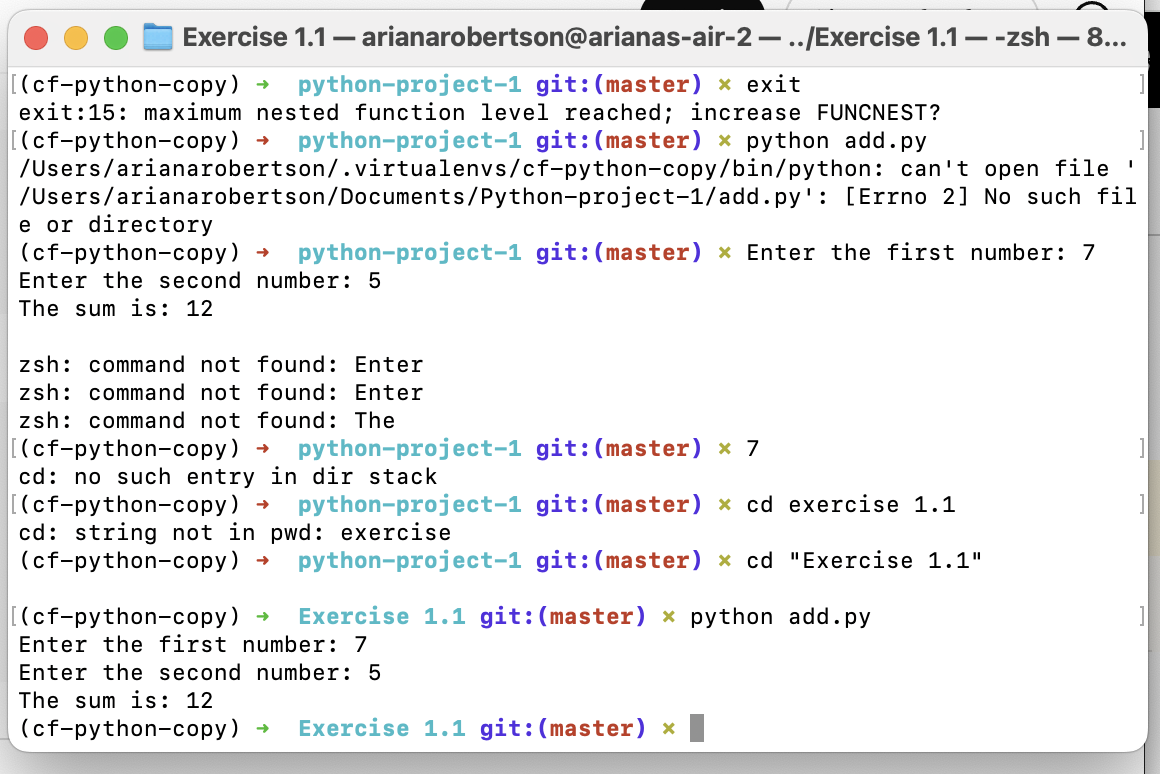 Exercise 1.1 — arianarobertson@arianas-air-2 — ../Exercise 1.1 — -zsh — 8...
[(cf-python-copy) ➜  python-project-1 git:(master) ✗ exit ]
exit:15: maximum nested function level reached; increase FUNCNEST?
[(cf-python-copy) ➜  python-project-1 git:(master) ✗ python add.py ]
/Users/arianarobertson/.virtualenvs/cf-python-copy/bin/python: can't open file '
/Users/arianarobertson/Documents/Python-project-1/add.py': [Errno 2] No such fil
e or directory
(cf-python-copy) ➜  python-project-1 git:(master) ✗ Enter the first number: 7
Enter the second number: 5
The sum is: 12
zsh: command not found: Enter
zsh: command not found: Enter
zsh: command not found: The
[(cf-python-copy) ➜  python-project-1 git:(master) ✗ 7 ]
cd: no such entry in dir stack
[(cf-python-copy) ➜  python-project-1 git:(master) ✗ cd exercise 1.1 ]
cd: string not in pwd: exercise
(cf-python-copy) ➜  python-project-1 git:(master) ✗ cd "Exercise 1.1"
[(cf-python-copy) ➜  Exercise 1.1 git:(master) ✗ python add.py ]
Enter the first number: 7
Enter the second number: 5
The sum is: 12
(cf-python-copy) ➜  Exercise 1.1 git:(master) ✗